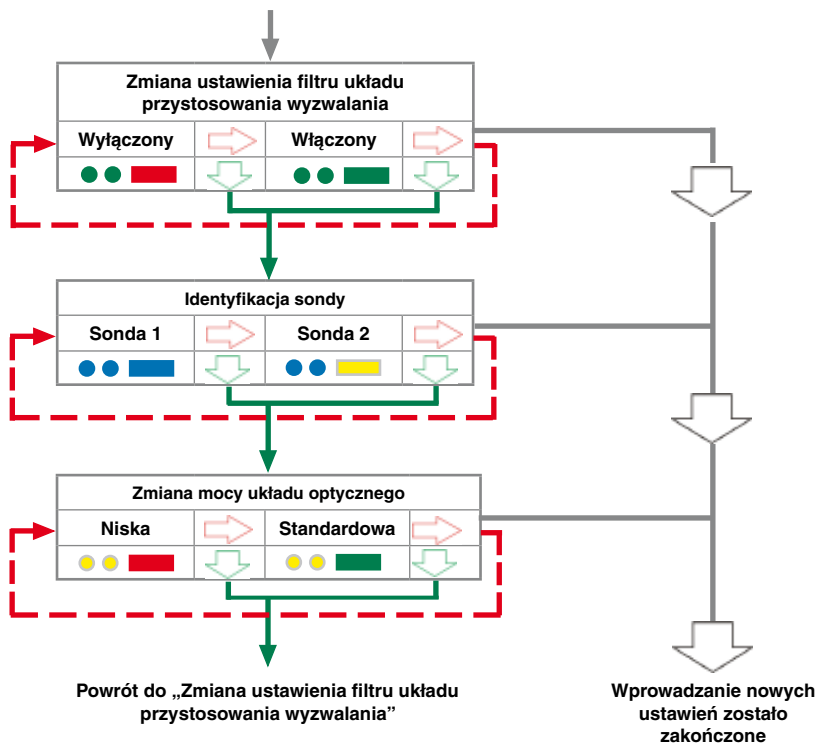 Zmiana ustawienia filtru układu
przystosowania wyzwalania
Wyłączony
Włączony
Identyfikacja sondy
Sonda 1
Sonda 2
Zmiana mocy układu optycznego
Niska
Standardowa
Powrót do „Zmiana ustawienia filtru układu
przystosowania wyzwalania”
Wprowadzanie nowych
ustawień zostało
zakończone